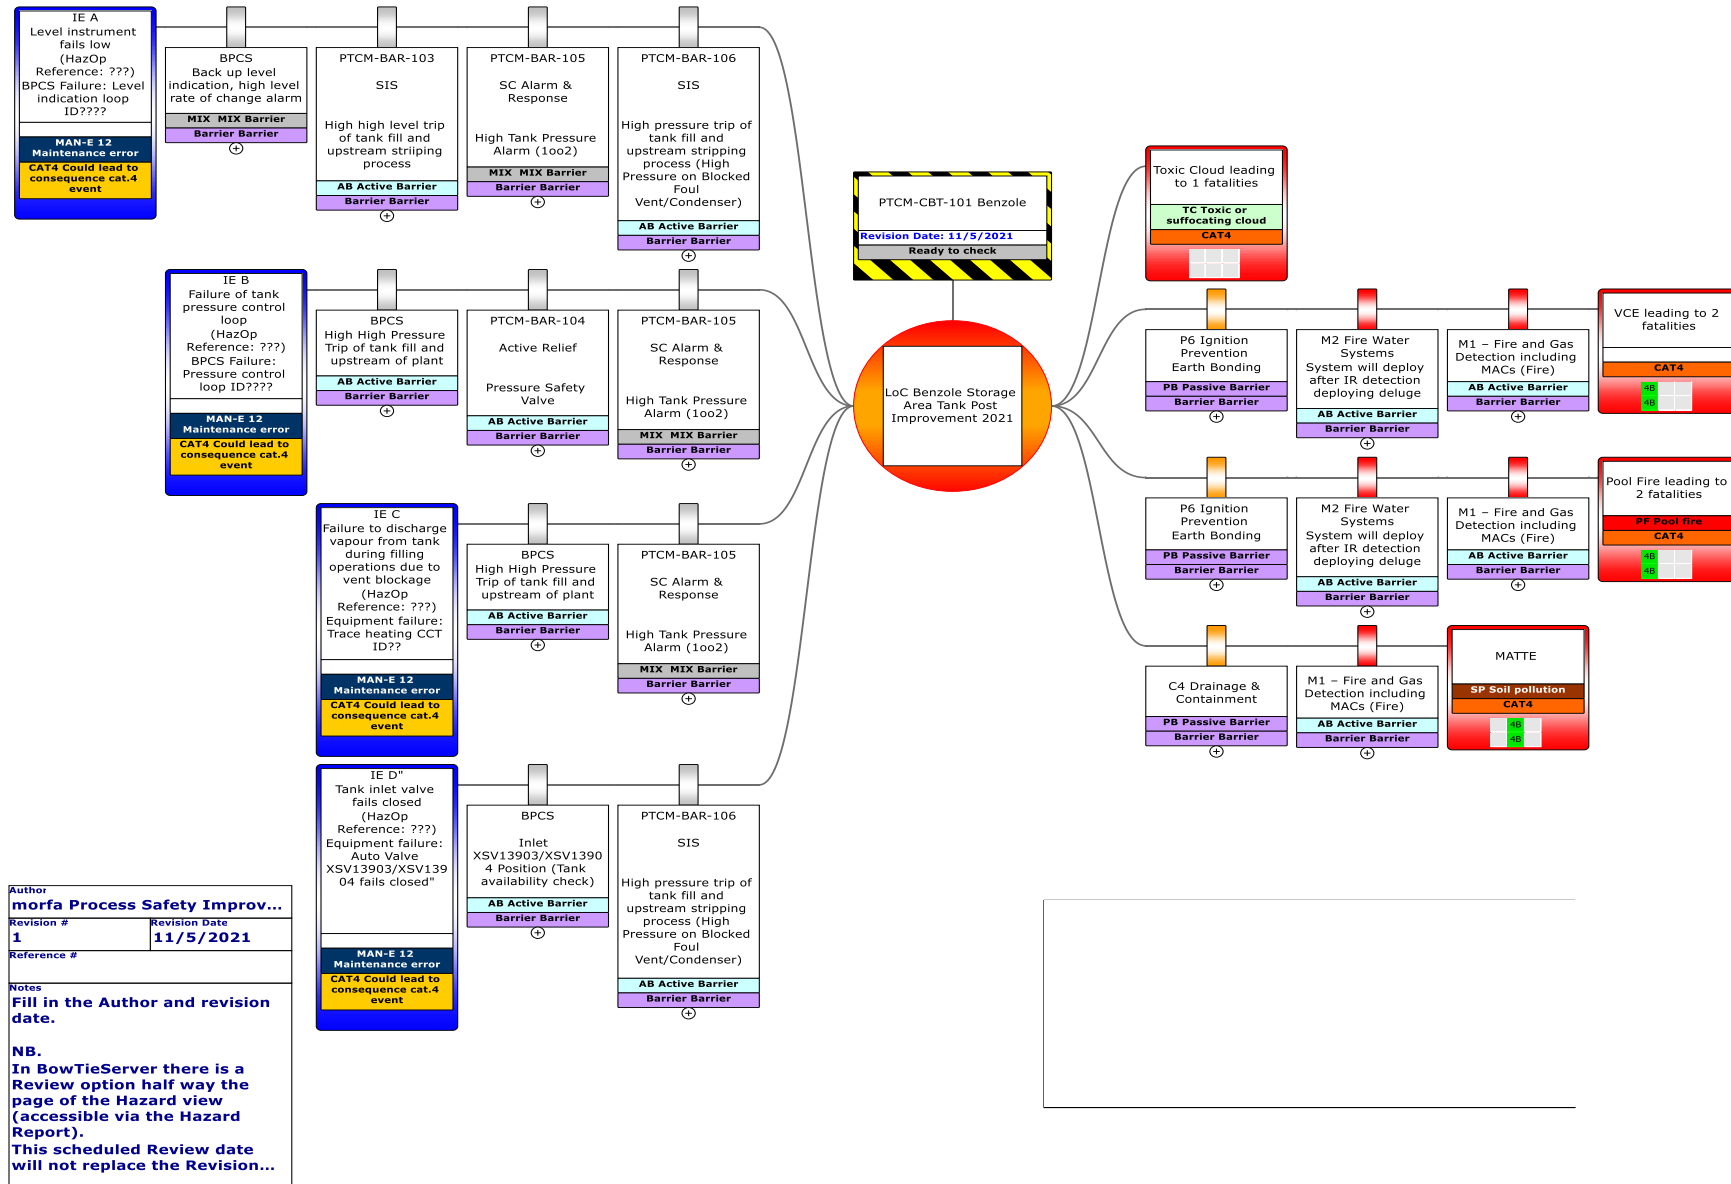 IE A
Level instrument
fails low
(HazOp
Reference: ???)
BPCS Failure: Level
indication loop
ID????
MAN-E 12
Maintenance error
CAT4 Could lead to
consequence cat.4
event
BPCS
Back up level
indication, high level
rate of change alarm
MIX  MIX Barrier
Barrier Barrier
PTCM-BAR-103
SIS
High high level trip
of tank fill and
upstream striiping
process
AB Active Barrier
Barrier Barrier
PTCM-BAR-105
SC Alarm &
Response
High Tank Pressure
Alarm (1oo2)
MIX  MIX Barrier
Barrier Barrier
PTCM-BAR-106
SIS
High pressure trip of
tank fill and
upstream stripping
process (High
Pressure on Blocked
Foul
Vent/Condenser)
AB Active Barrier
Barrier Barrier
IE B
Failure of tank
pressure control
loop
(HazOp
Reference: ???)
BPCS Failure:
Pressure control
loop ID????
MAN-E 12
Maintenance error
CAT4 Could lead to
consequence cat.4
event
BPCS
High High Pressure
Trip of tank fill and
upstream of plant
AB Active Barrier
Barrier Barrier
PTCM-BAR-104
Active Relief
Pressure Safety
Valve
AB Active Barrier
Barrier Barrier
PTCM-BAR-105
SC Alarm &
Response
High Tank Pressure
Alarm (1oo2)
MIX  MIX Barrier
Barrier Barrier
IE C
Failure to discharge
vapour from tank
during filling
operations due to
vent blockage
(HazOp
Reference: ???)
Equipment failure:
Trace heating CCT
ID??
MAN-E 12
Maintenance error
CAT4 Could lead to
consequence cat.4
event
BPCS
High High Pressure
Trip of tank fill and
upstream of plant
AB Active Barrier
Barrier Barrier
PTCM-BAR-105
SC Alarm &
Response
High Tank Pressure
Alarm (1oo2)
MIX  MIX Barrier
Barrier Barrier
IE D"
Tank inlet valve
fails closed
(HazOp
Reference: ???)
Equipment failure:
Auto Valve
XSV13903/XSV139
04 fails closed"
MAN-E 12
Maintenance error
CAT4 Could lead to
consequence cat.4
event
BPCS
Inlet
XSV13903/XSV1390
4 Position (Tank
availability check)
AB Active Barrier
Barrier Barrier
PTCM-BAR-106
SIS
High pressure trip of
tank fill and
upstream stripping
process (High
Pressure on Blocked
Foul
Vent/Condenser)
AB Active Barrier
Barrier Barrier
PTCM-CBT-101 Benzole
Revision Date: 11/5/2021
Ready to check
LoC Benzole Storage
Area Tank Post
Improvement 2021
Toxic Cloud leading
to 1 fatalities
TC Toxic or
suffocating cloud
CAT4
P6 Ignition
Prevention
Earth Bonding
PB Passive Barrier
Barrier Barrier
M2 Fire Water
Systems
System will deploy
after IR detection
deploying deluge
AB Active Barrier
Barrier Barrier
M1 – Fire and Gas
Detection including
MACs (Fire)
AB Active Barrier
Barrier Barrier
VCE leading to 2
fatalities
CAT4
4B
4B
P6 Ignition
Prevention
Earth Bonding
PB Passive Barrier
Barrier Barrier
M2 Fire Water
Systems
System will deploy
after IR detection
deploying deluge
AB Active Barrier
Barrier Barrier
M1 – Fire and Gas
Detection including
MACs (Fire)
AB Active Barrier
Barrier Barrier
Pool Fire leading to
2 fatalities
PF Pool fire
CAT4
4B
4B
C4 Drainage &
Containment
PB Passive Barrier
Barrier Barrier
M1 – Fire and Gas
Detection including
MACs (Fire)
AB Active Barrier
Barrier Barrier
MATTE
SP Soil pollution
CAT4
4B
4B
Author
morfa Process Safety Improv...
Revision #
1
Revision Date
11/5/2021
Reference #
Notes
Fill in the Author and revision
date.
NB.
In BowTieServer there is a
Review option half way the
page of the Hazard view
(accessible via the Hazard
Report).
This scheduled Review date
will not replace the Revision...